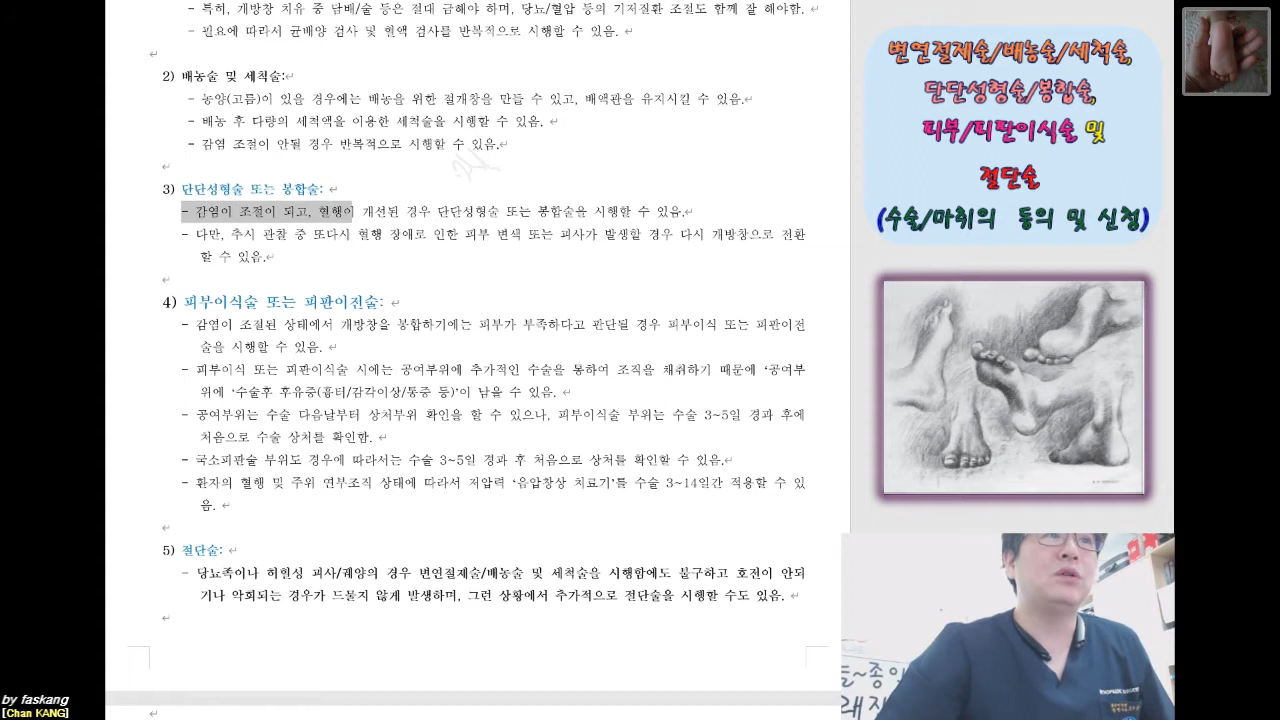 - 특히, 개방창 치유 중 담배/술 등은 절대 금해야 하며, 당뇨/혈압 등의 기저질환 조절도 함께 잘 해야함.
- 필요에 따라서 균배양 검사 및 혈액 검사를 반복적으로 시행할 수 있음.
2) 배농술 및 세척술:
- 농양(고름)이 있을 경우에는 배농을 위한 절개창을 만들 수 있고, 배액관을 유지시킬 수 있음.
- 배농 후 다량의 세척액을 이용한 세척술을 시행할 수 있음.
- 감염 조절이 안될 경우 반복적으로 시행할 수 있음.
3) 단단성형술 또는 봉합술:
- 감염이 조절이 되고, 혈행이 개선된 경우 단단성형술 또는 봉합술을 시행할 수 있음.
- 다만, 추시 관찰 중 또다시 혈행 장애로 인한 피부 변색 또는 피사가 발생할 경우 다시 개방창으로 전환
할 수 있음.
4) 피부이식술 또는 피판이전술:
- 감염이 조절된 상태에서 개방창을 봉합하기에는 피부가 부족하다고 판단될 경우 피부이식 또는 피판이전
술을 시행할 수 있음.
- 피부이식 또는 피판이식술 시에는 공여부위에 추가적인 수술을 통하여 조직을 채취하기 때문에 '공여부
위에 '수술후 후유증(흉터/감각이상/통증 등)'이 남을 수 있음.
- 공여부위는 수술 다음날부터 상처부위 확인을 할 수 있으나, 피부이식술 부위는 수술 3~5일 경과 후에
처음으로 수술 상처를 확인함.
- 국소피판술 부위도 경우에 따라서는 수술 3~5일 경과 후 처음으로 상처를 확인할 수 있음.
- 환자의 혈행 및 주위 연부조직 상태에 따라서 저압력 '음압창상 치료기'를 수술 3~14일간 적용할 수 있
음.
5) 절단술:
- 당뇨족이나 허혈성 괴사/궤양의 경우 변연절제술/배농술 및 세척술을 시행함에도 불구하고 호전이 안되
거나 악화되는 경우가 드물지 않게 발생하며, 그런 상황에서 추가적으로 절단술을 시행할 수도 있음.
변연절제술/배농술/세척술,
단단성형술/봉합술,
피부/피판이식술 및
절단술
(수술/마취의 동의 및 신청)
by faskang
[Chan KANG]